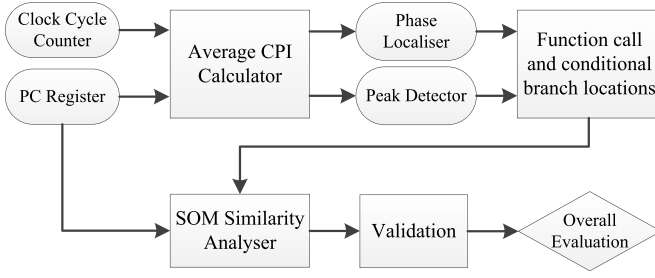 Clock Cycle
Counter
PC Register
Average CPI
Calculator
Phase
Localiser
Peak Detector
Function call
and conditional
branch locations
SOM Similarity
Analyser
Validation
Overall
Evaluation